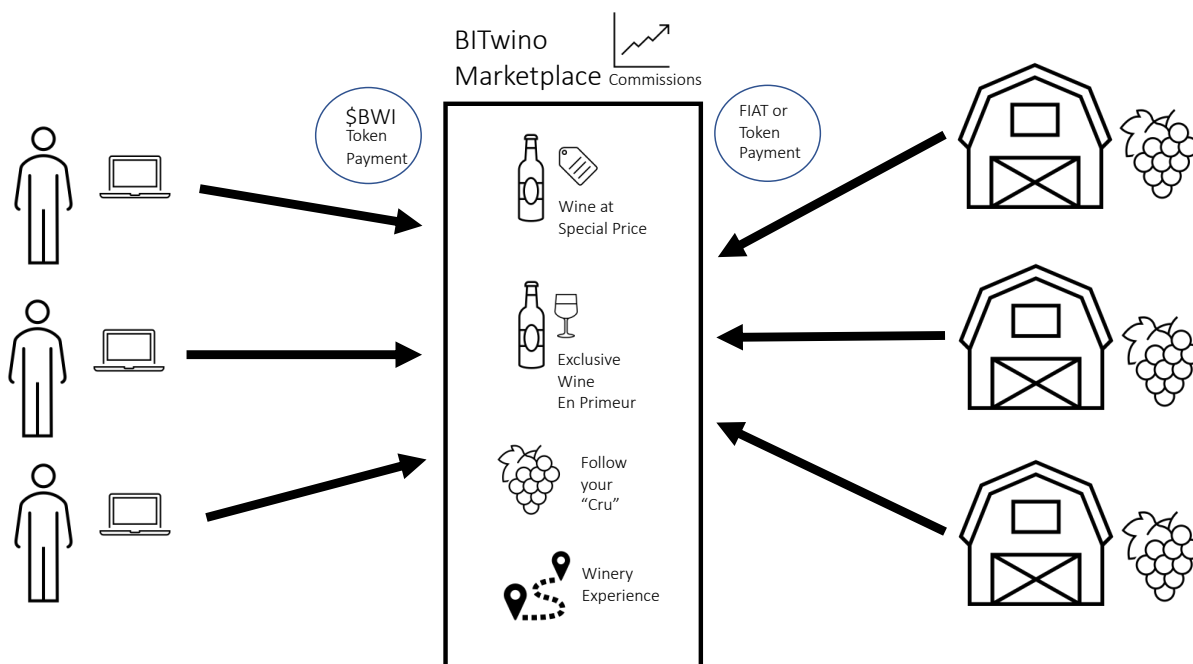 BITwino
Marketplace
Commissions
$BWI
Token
Payment
FIAT or
Token
Payment
Wine at
Special Price
Exclusive
Wine
En Primeur
Follow
your
“Cru”
Winery
Experience